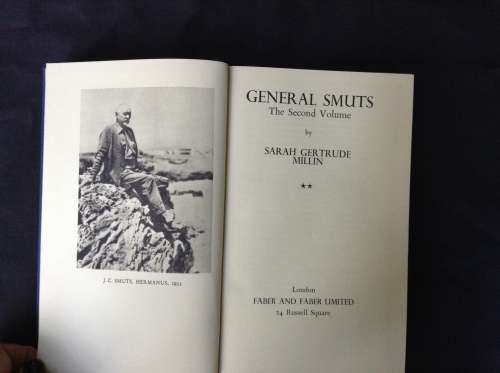 J.C. SMUTS, HERMANUS,
GENERAL SMUTS
The Second Volume
by
SARAH GERTRUDE
MILLIN
**
London
FABER AND FABER LIMITED
24 Russell Square